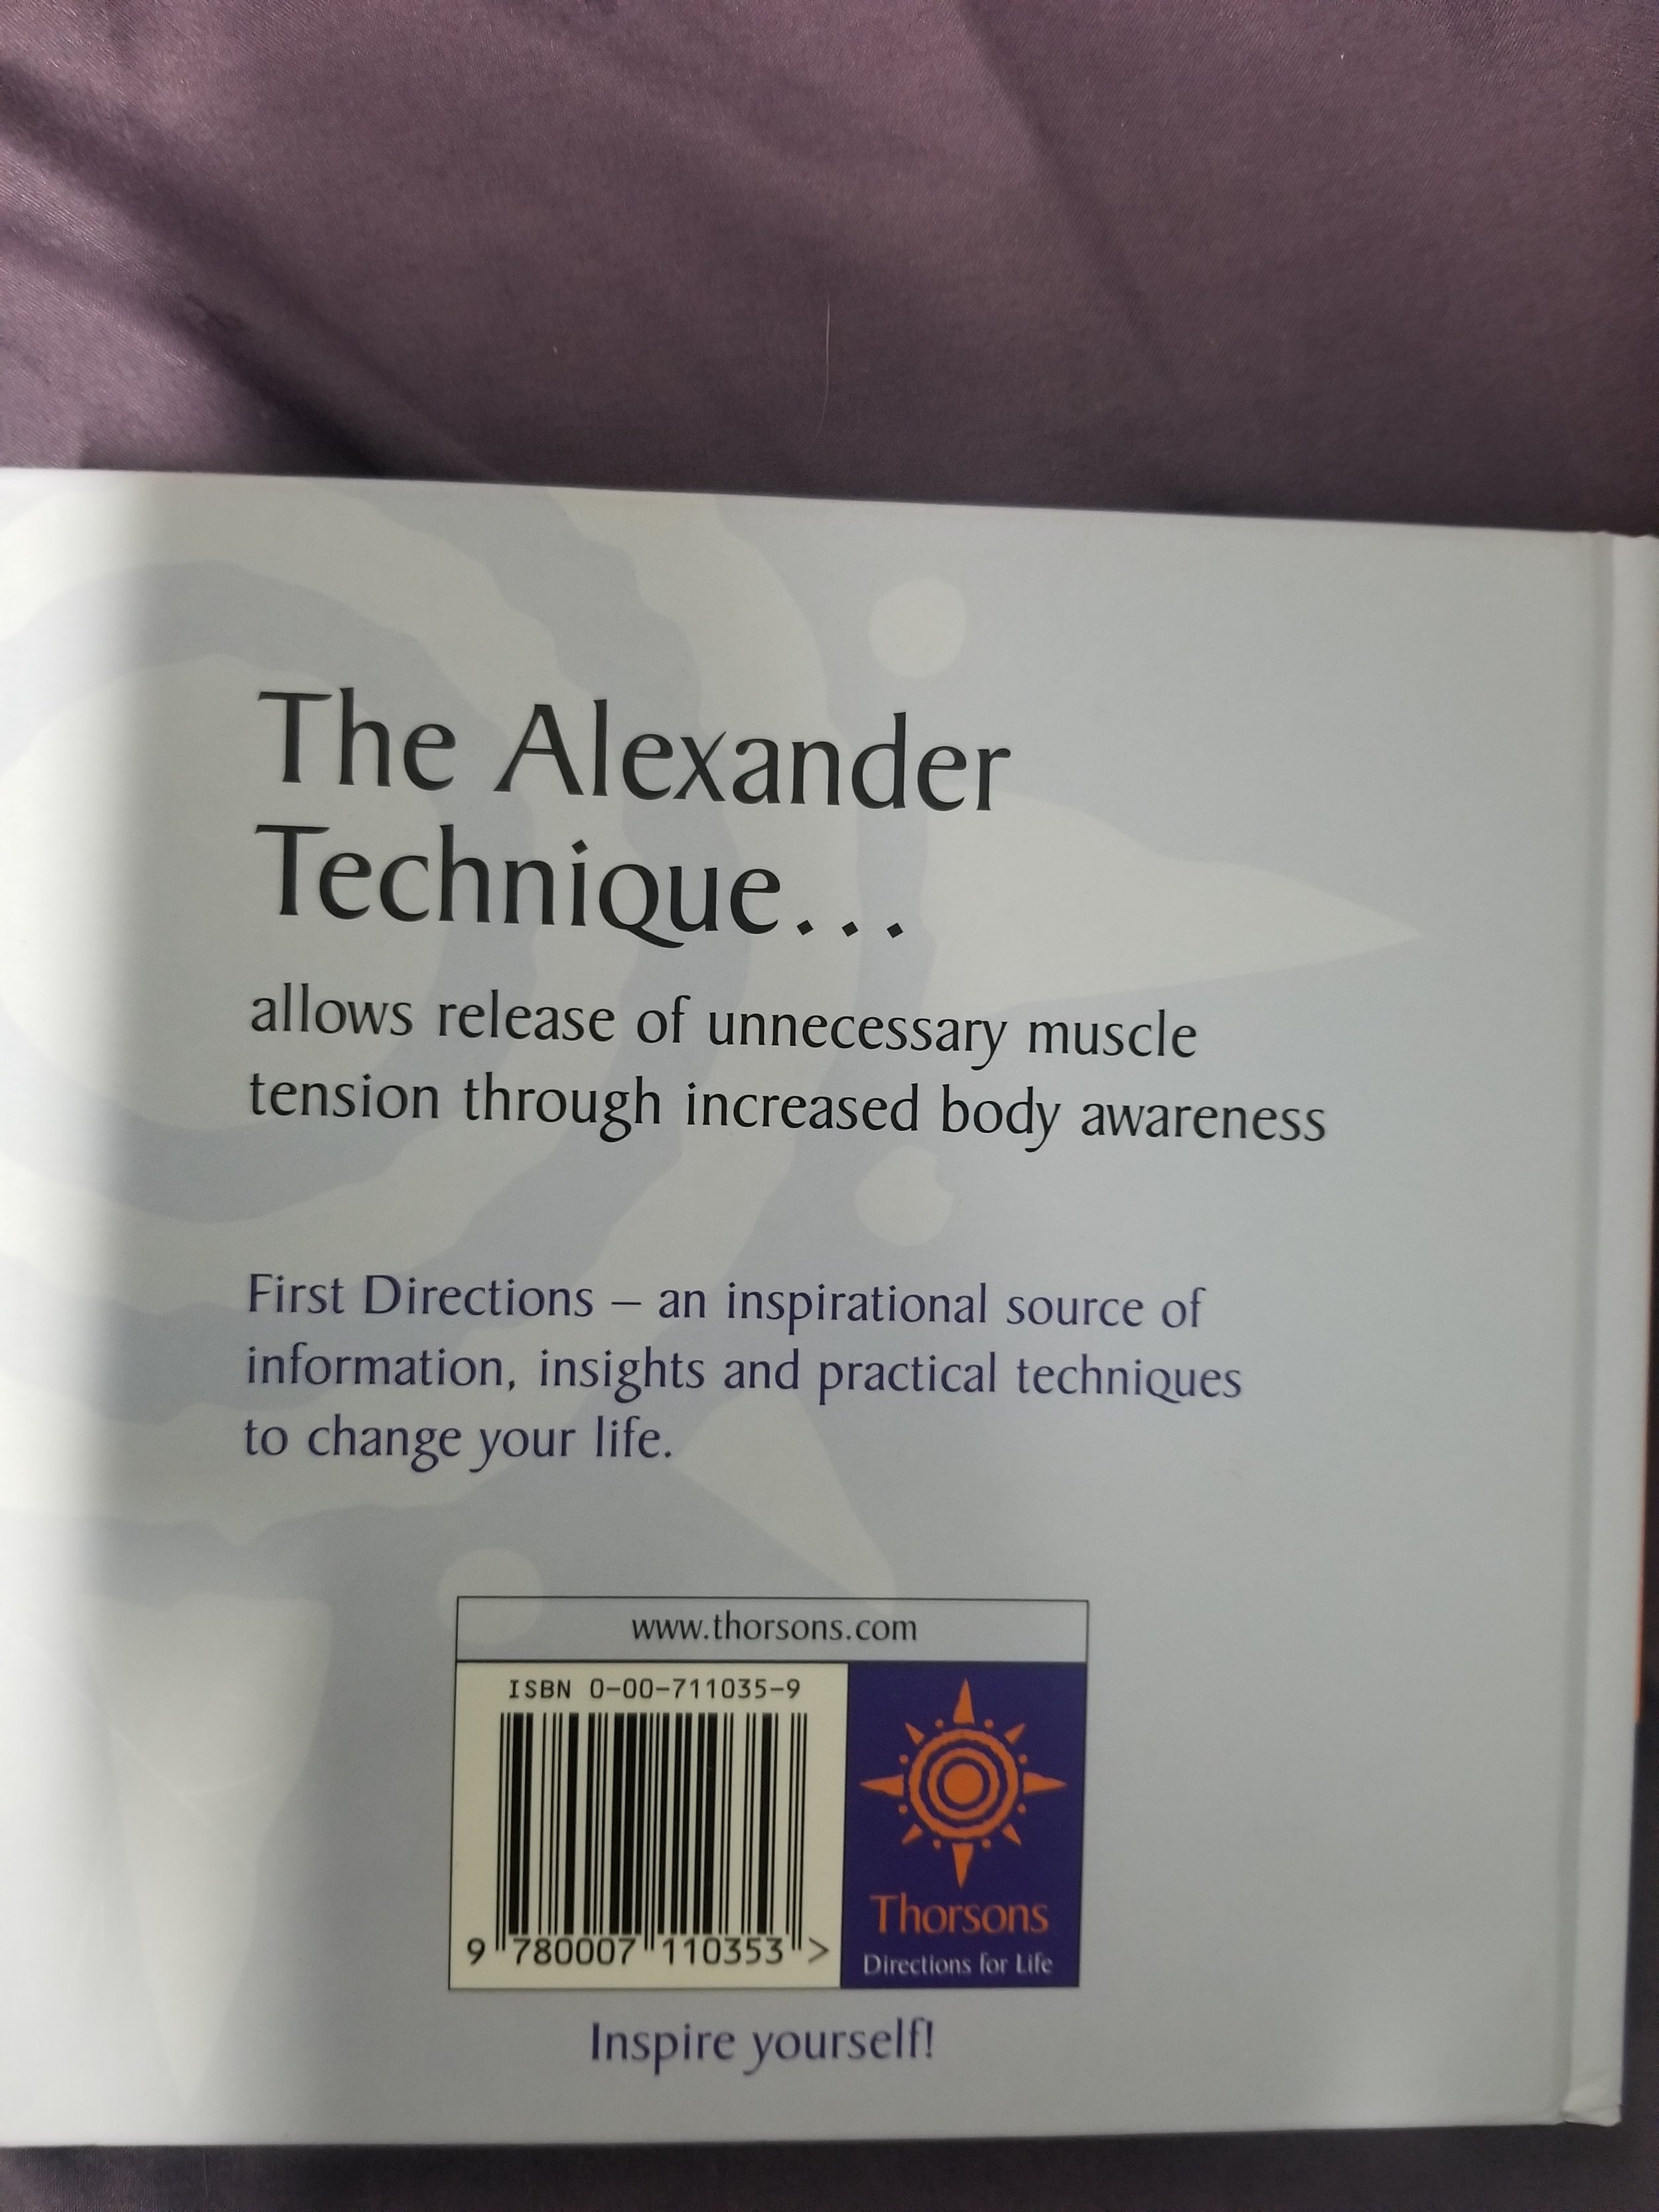 The Alexander
Technique...
allows release of unnecessary muscle
tension through increased body awareness
First Directions – an inspirational source of
information, insights and practical techniques
to change your life.
www.thorsons.com
ISBN 0-00-711035-9
9 780007 110353 >
Thorsons
Directions for Life
Inspire yourself!